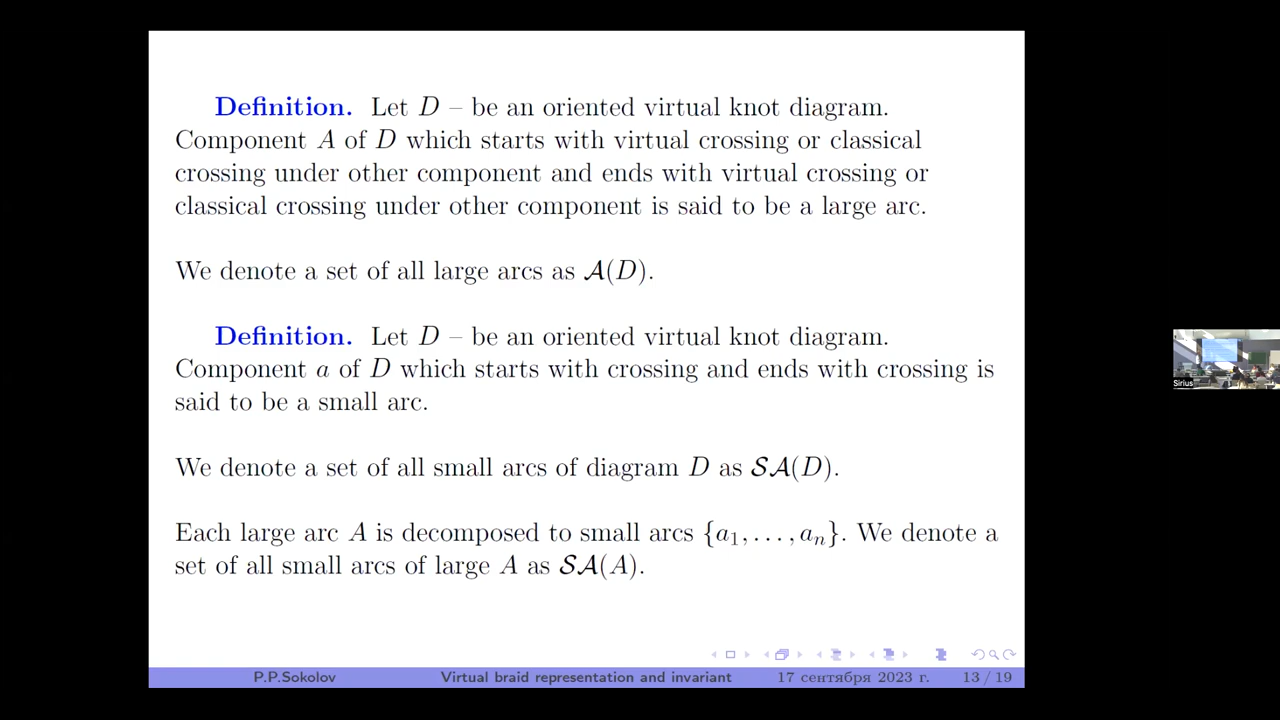 Definition. Let D – be an oriented virtual knot diagram.
Component A of D which starts with virtual crossing or classical
crossing under other component and ends with virtual crossing or
classical crossing under other component is said to be a large arc.
We denote a set of all large arcs as 𝒜(D).
Definition. Let D – be an oriented virtual knot diagram.
Component a of D which starts with crossing and ends with crossing is
said to be a small arc.
We denote a set of all small arcs of diagram D as 𝒮𝒜(D).
Each large arc A is decomposed to small arcs {a₁, . . . , aₙ}. We denote a
set of all small arcs of large A as 𝒮𝒜(A).
P.P.Sokolov Virtual braid representation and invariant 17 сентября 2023 г. 13 / 19
Sirius